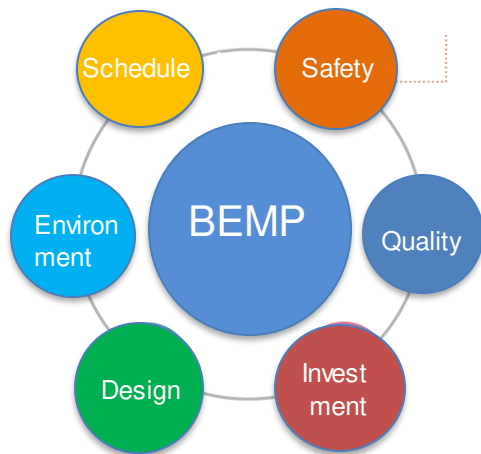 Schedule
Safety
Environ
ment
BEMP
Quality
Design
Invest
ment